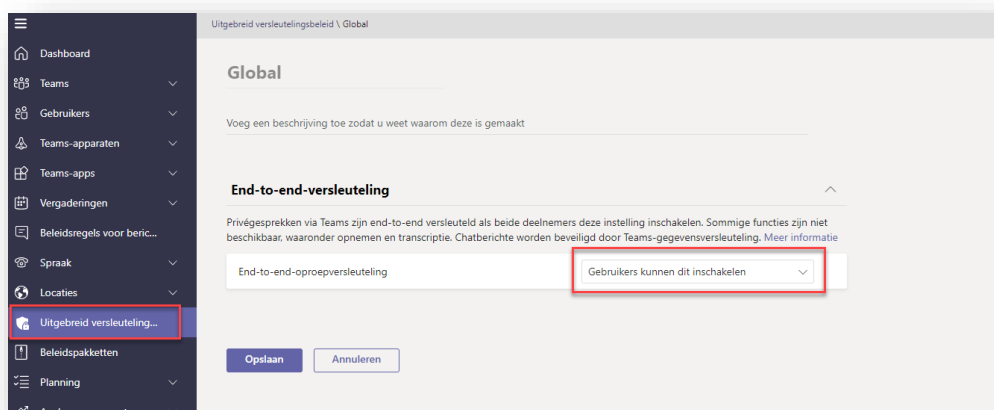 Uitgebreid versleutelingsbeleid \ Global
Dashboard
Teams
Gebruikers
Teams-apparaten
Teams-apps
Vergaderingen
Beleidsregels voor beric...
Spraak
Locaties
Uitgebreid versleuteling...
Beleidspakketten
Planning
Global
Voeg een beschrijving toe zodat u weet waarom deze is gemaakt
End-to-end-versleuteling
Privégesprekken via Teams zijn end-to-end versleuteld als beide deelnemers deze instelling inschakelen. Sommige functies zijn niet
beschikbaar, waaronder opnemen en transcriptie. Chatberichte worden beveiligd door Teams-gegevensversleuteling. Meer informatie
End-to-end-oproepversleuteling
Gebruikers kunnen dit inschakelen
Opslaan
Annuleren